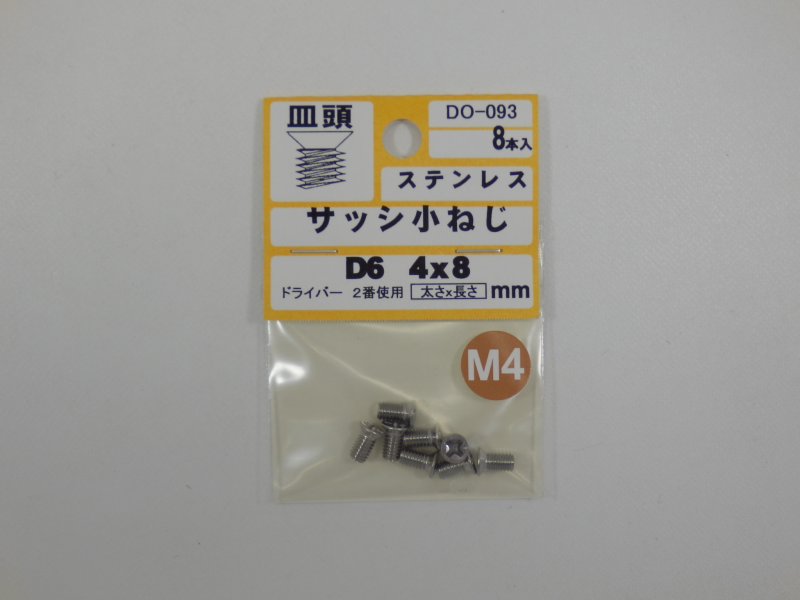 皿頭
DO-093
8本入
ステンレス
サッシ小ねじ
D6 4x8
ドライバー 2番使用 太さx長さ mm
M4